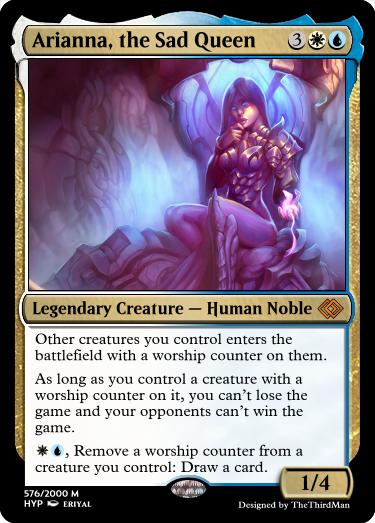 Arianna, the Sad Queen 3
Legendary Creature — Human Noble
Other creatures you control enters the
battlefield with a worship counter on them.
As long as you control a creature with a
worship counter on it, you can't lose the
game and your opponents can't win the
game.
, Remove a worship counter from a
creature you control: Draw a card.
1/4
576/2000 M
HYP ERIYAL
Designed by TheThirdMan